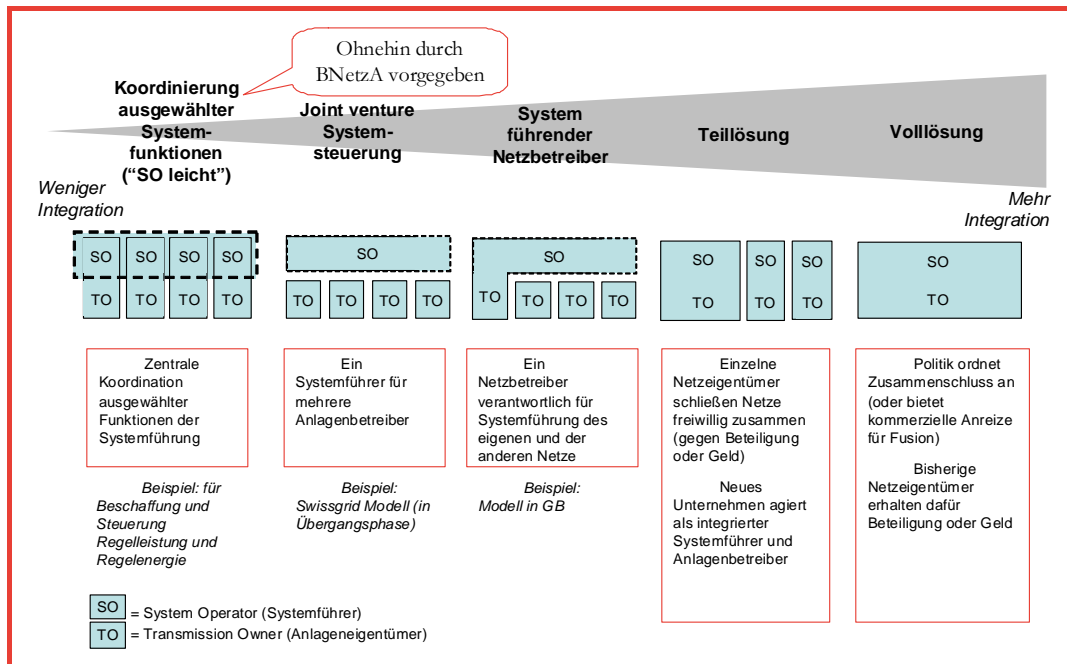 Ohnehin durch
BNetzA vorgegeben
Koordinierung
ausgewählter
System-
funktionen
(“SO leicht”)
Joint venture
System-
steuerung
System
führender
Netzbetreiber
Teillösung
Volllösung
Weniger
Integration
Mehr
Integration
SO SO SO SO
TO TO TO TO
SO
TO TO TO TO
SO
TO TO TO TO TO
SO SO SO
TO TO TO
SO
TO
Zentrale
Koordination
ausgewählter
Funktionen der
Systemführung
Beispiel: für
Beschaffung und
Steuerung
Regelleistung und
Regelenergie
Ein
Systemführer für
mehrere
Anlagenbetreiber
Beispiel:
Swissgrid Modell (in
Übergangsphase)
Ein
Netzbetreiber
verantwortlich für
Systemführung des
eigenen und der
anderen Netze
Beispiel:
Modell in GB
Einzelne
Netzeigentümer
schließen Netze
freiwillig zusammen
(gegen Beteiligung
oder Geld)
Neues
Unternehmen agiert
als integrierter
Systemführer und
Anlagenbetreiber
Politik ordnet
Zusammenschluss an
(oder bietet
kommerzielle Anreize
für Fusion)
Bisherige
Netzeigentümer
erhalten dafür
Beteiligung oder Geld
SO = System Operator (Systemführer)
TO = Transmission Owner (Anlageneigentümer)